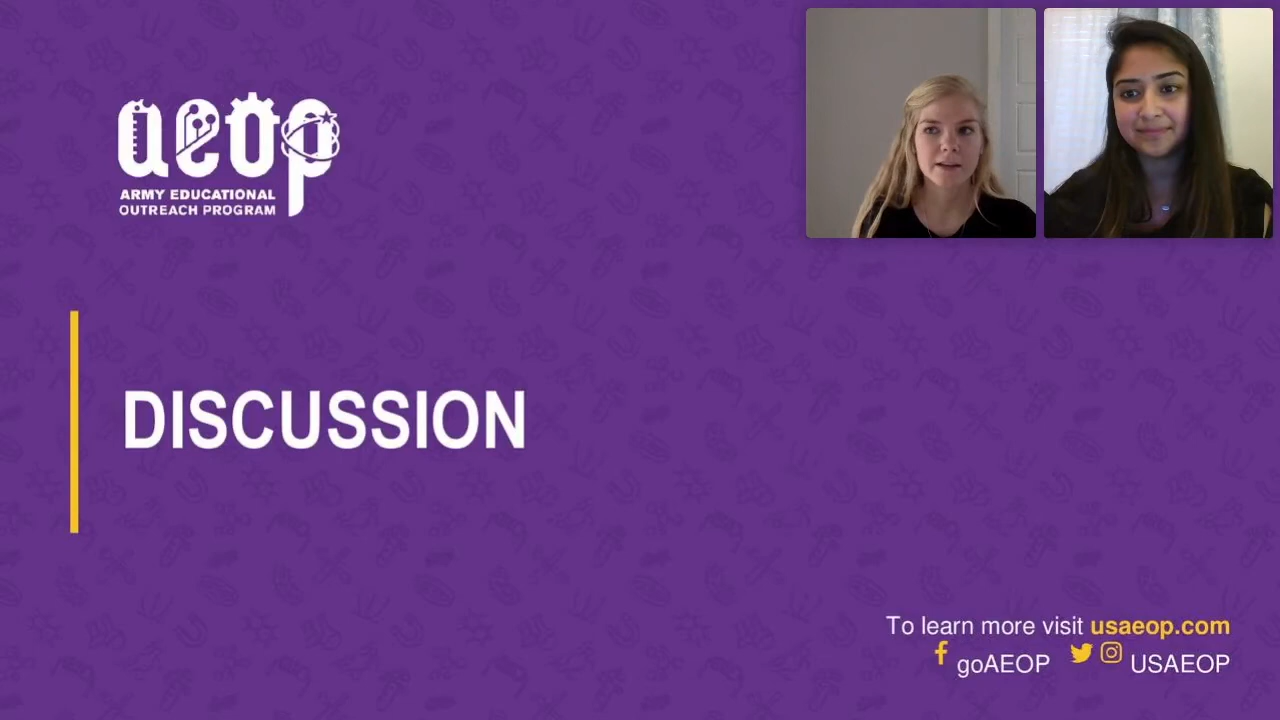 aeop
ARMY EDUCATIONAL
OUTREACH PROGRAM
DISCUSSION
To learn more visit usaeop.com
goAEOP USAEOP